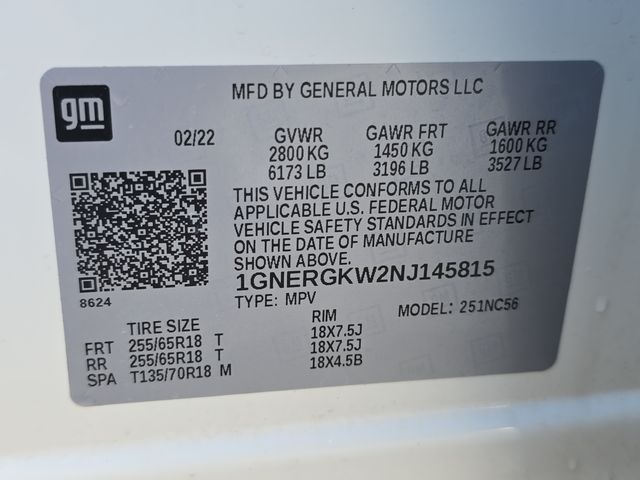 gm
MFD BY GENERAL MOTORS LLC
02/22 GVWR GAWR FRT GAWR RR
2800 KG 1450 KG 1600 KG
6173 LB 3196 LB 3527 LB
THIS VEHICLE CONFORMS TO ALL
APPLICABLE U.S. FEDERAL MOTOR
VEHICLE SAFETY STANDARDS IN EFFECT
ON THE DATE OF MANUFACTURE
SHOWN ABOVE.
1GNERGKW2NJ145815
8624
TYPE: MPV MODEL: 251NC56
TIRE SIZE RIM
FRT 255/65R18 T 18X7.5J
RR 255/65R18 T 18X7.5J
SPA T135/70R18 M 18X4.5B